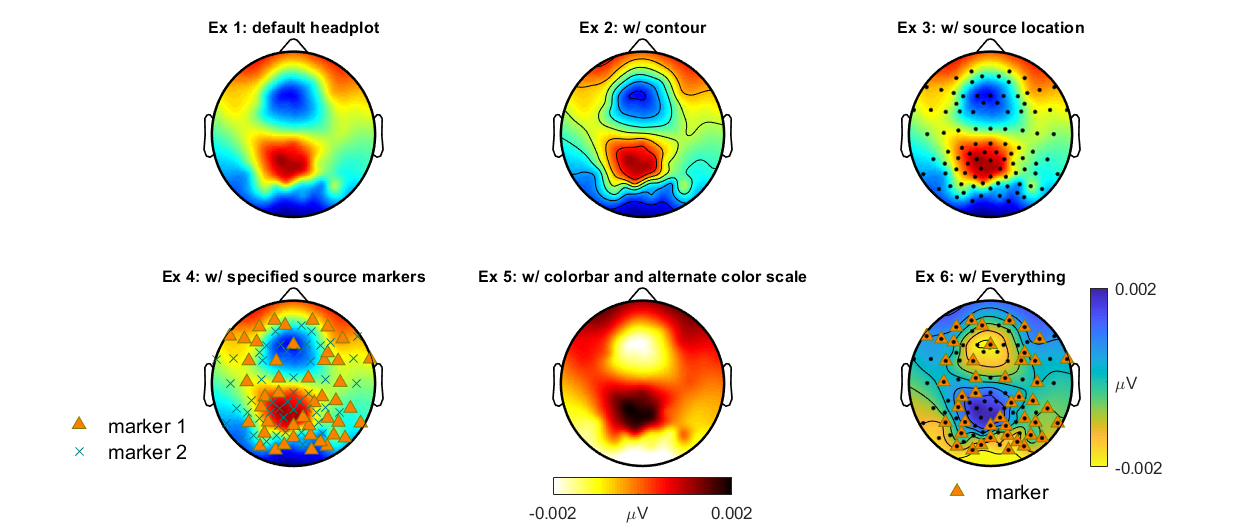 Ex 1: default headplot
Ex 2: w/ contour
Ex 3: w/ source location
Ex 4: w/ specified source markers
marker 1
marker 2
Ex 5: w/ colorbar and alternate color scale
-0.002 μV 0.002
Ex 6: w/ Everything
0.002
μV
-0.002
marker